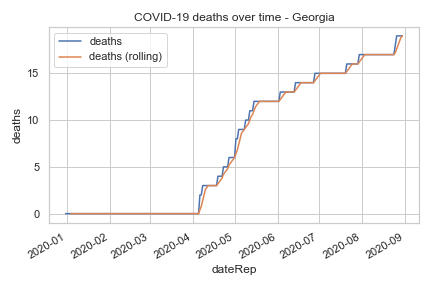 COVID-19 deaths over time - Georgia
deaths
deaths (rolling)
15
10
5
0
deaths
2020-01
2020-02
2020-03
2020-04
2020-05
2020-06
2020-07
2020-08
2020-09
dateRep